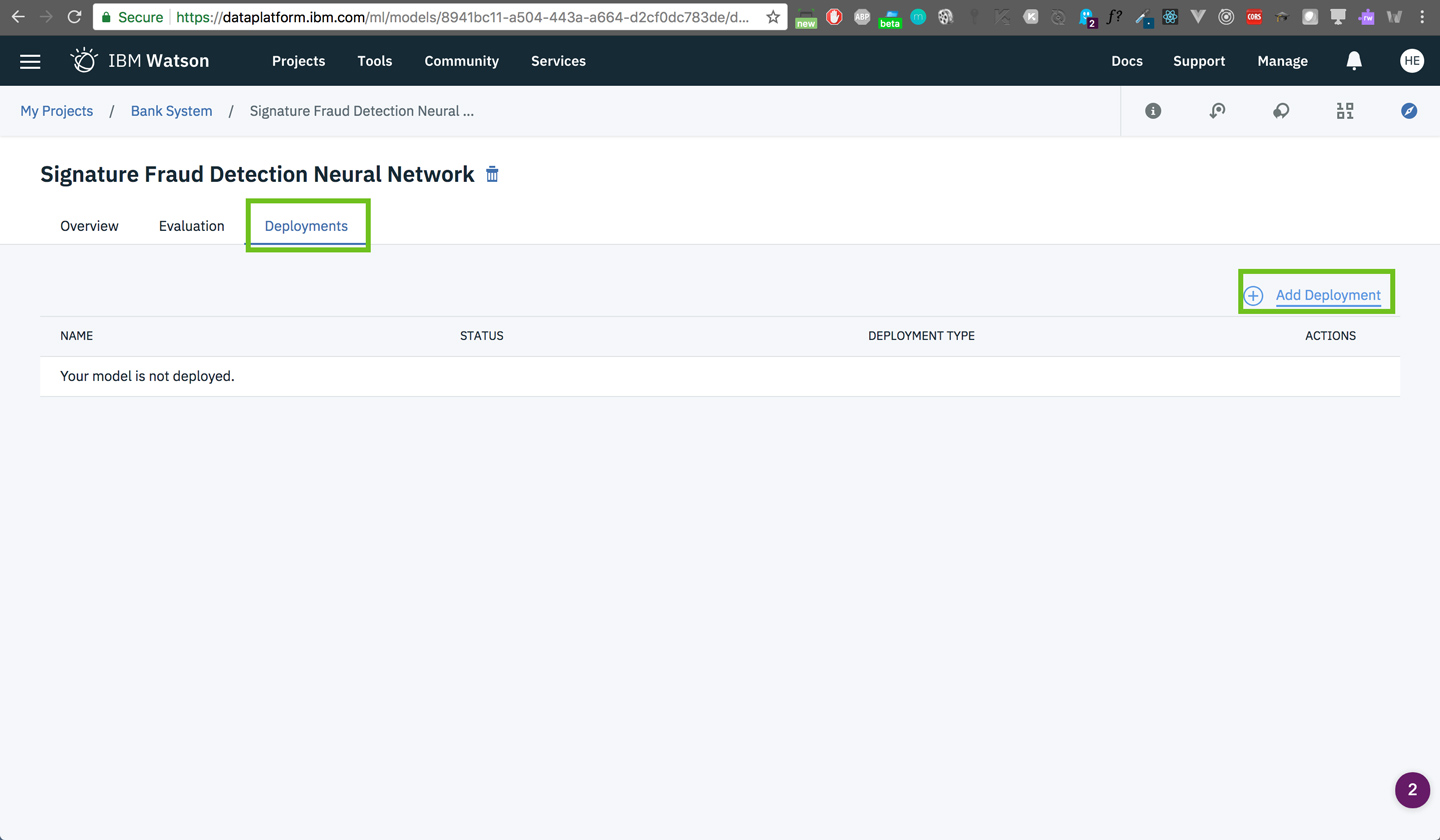 Secure https://dataplatform.ibm.com/ml/models/8941bc11-a504-443a-a664-d2cf0dc783de/d...
new ABP beta m K 2 f? CORS rw
IBM Watson Projects Tools Community Services Docs Support Manage HE
My Projects / Bank System / Signature Fraud Detection Neural ...
Signature Fraud Detection Neural Network
Overview Evaluation Deployments
Add Deployment
NAME STATUS DEPLOYMENT TYPE ACTIONS
Your model is not deployed.
2